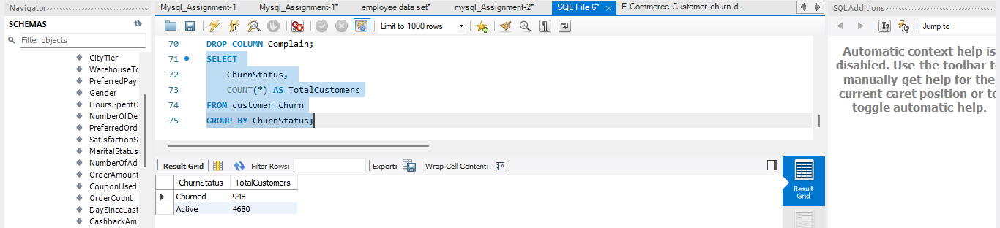 Navigator
SCHEMAS
Filter objects
CityTier
WarehouseTo
PreferredPayn
Gender
HoursSpentO
NumberOfDe
PreferredOrd
SatisfactionS
MaritalStatus
NumberOfAd
OrderAmount
CouponUsed
OrderCount
DaySinceLast
CashbackAm
Mysql_Assignment-1
Mysql_Assignment-1*
employee data set*
mysql_Assignment-2*
SQL File 6*
E-Commerce Customer churn d...
Limit to 1000 rows
70 DROP COLUMN Complain;
71 SELECT
72 ChurnStatus,
73 COUNT(*) AS TotalCustomers
74 FROM customer_churn
75 GROUP BY ChurnStatus;
Result Grid
Filter Rows:
Export:
Wrap Cell Content:
ChurnStatus TotalCustomers
Churned 948
Active 4680
Result
Grid
SQLAdditions
Jump to
Automatic context help is
disabled. Use the toolbar to
manually get help for the
current caret position or to
toggle automatic help.